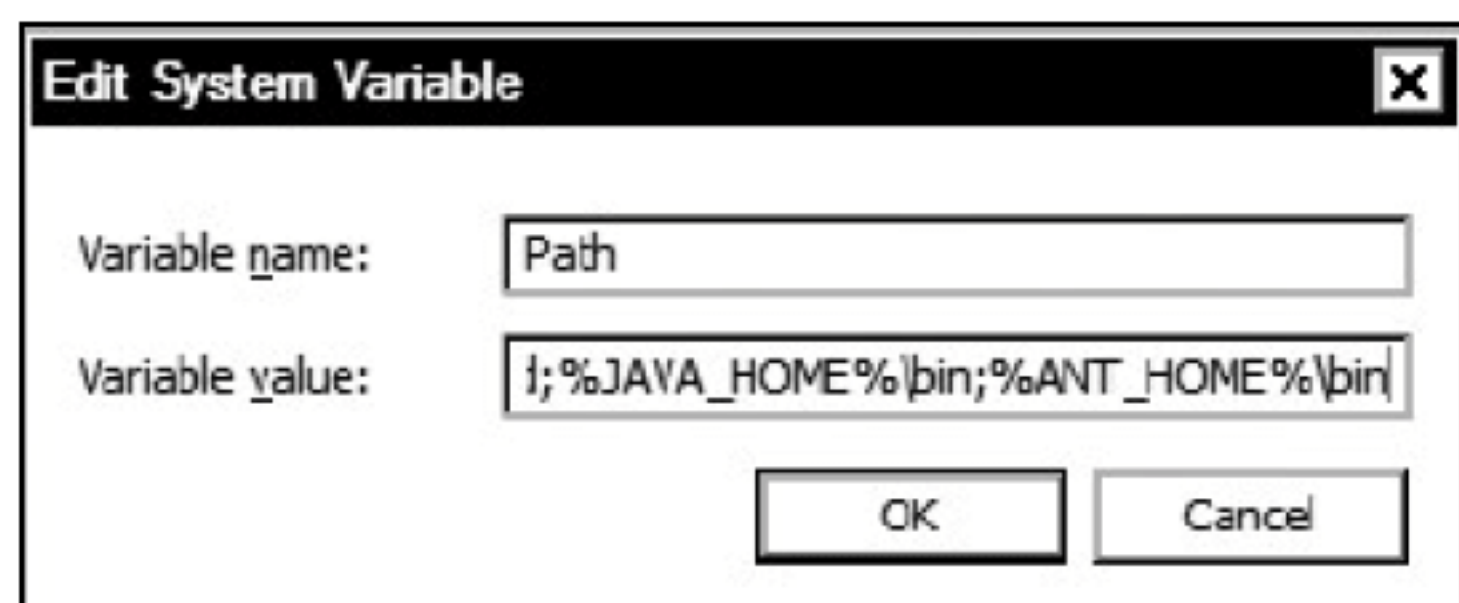 Edit System Variable
Variable name: Path
Variable value: ;%JAVA_HOME%\bin;%ANT_HOME%\bin
OK Cancel